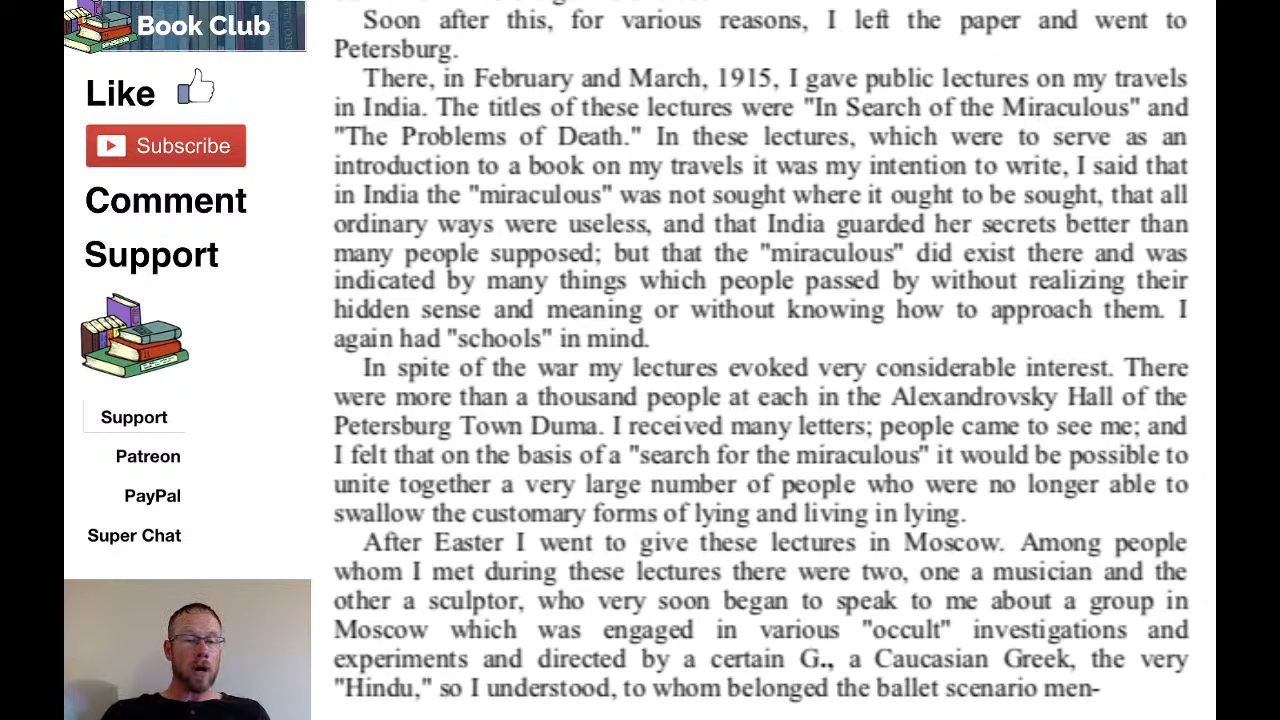 Book Club
Like
Subscribe
Comment
Support
Support
Patreon
PayPal
Super Chat
Soon after this, for various reasons, I left the paper and went to
Petersburg.
There, in February and March, 1915, I gave public lectures on my travels
in India. The titles of these lectures were "In Search of the Miraculous" and
"The Problems of Death." In these lectures, which were to serve as an
introduction to a book on my travels it was my intention to write, I said that
in India the "miraculous" was not sought where it ought to be sought, that all
ordinary ways were useless, and that India guarded her secrets better than
many people supposed; but that the "miraculous" did exist there and was
indicated by many things which people passed by without realizing their
hidden sense and meaning or without knowing how to approach them. I
again had "schools" in mind.
In spite of the war my lectures evoked very considerable interest. There
were more than a thousand people at each in the Alexandrovsky Hall of the
Petersburg Town Duma. I received many letters; people came to see me; and
I felt that on the basis of a "search for the miraculous" it would be possible to
unite together a very large number of people who were no longer able to
swallow the customary forms of lying and living in lying.
After Easter I went to give these lectures in Moscow. Among people
whom I met during these lectures there were two, one a musician and the
other a sculptor, who very soon began to speak to me about a group in
Moscow which was engaged in various "occult" investigations and
experiments and directed by a certain G., a Caucasian Greek, the very
"Hindu," so I understood, to whom belonged the ballet scenario men-